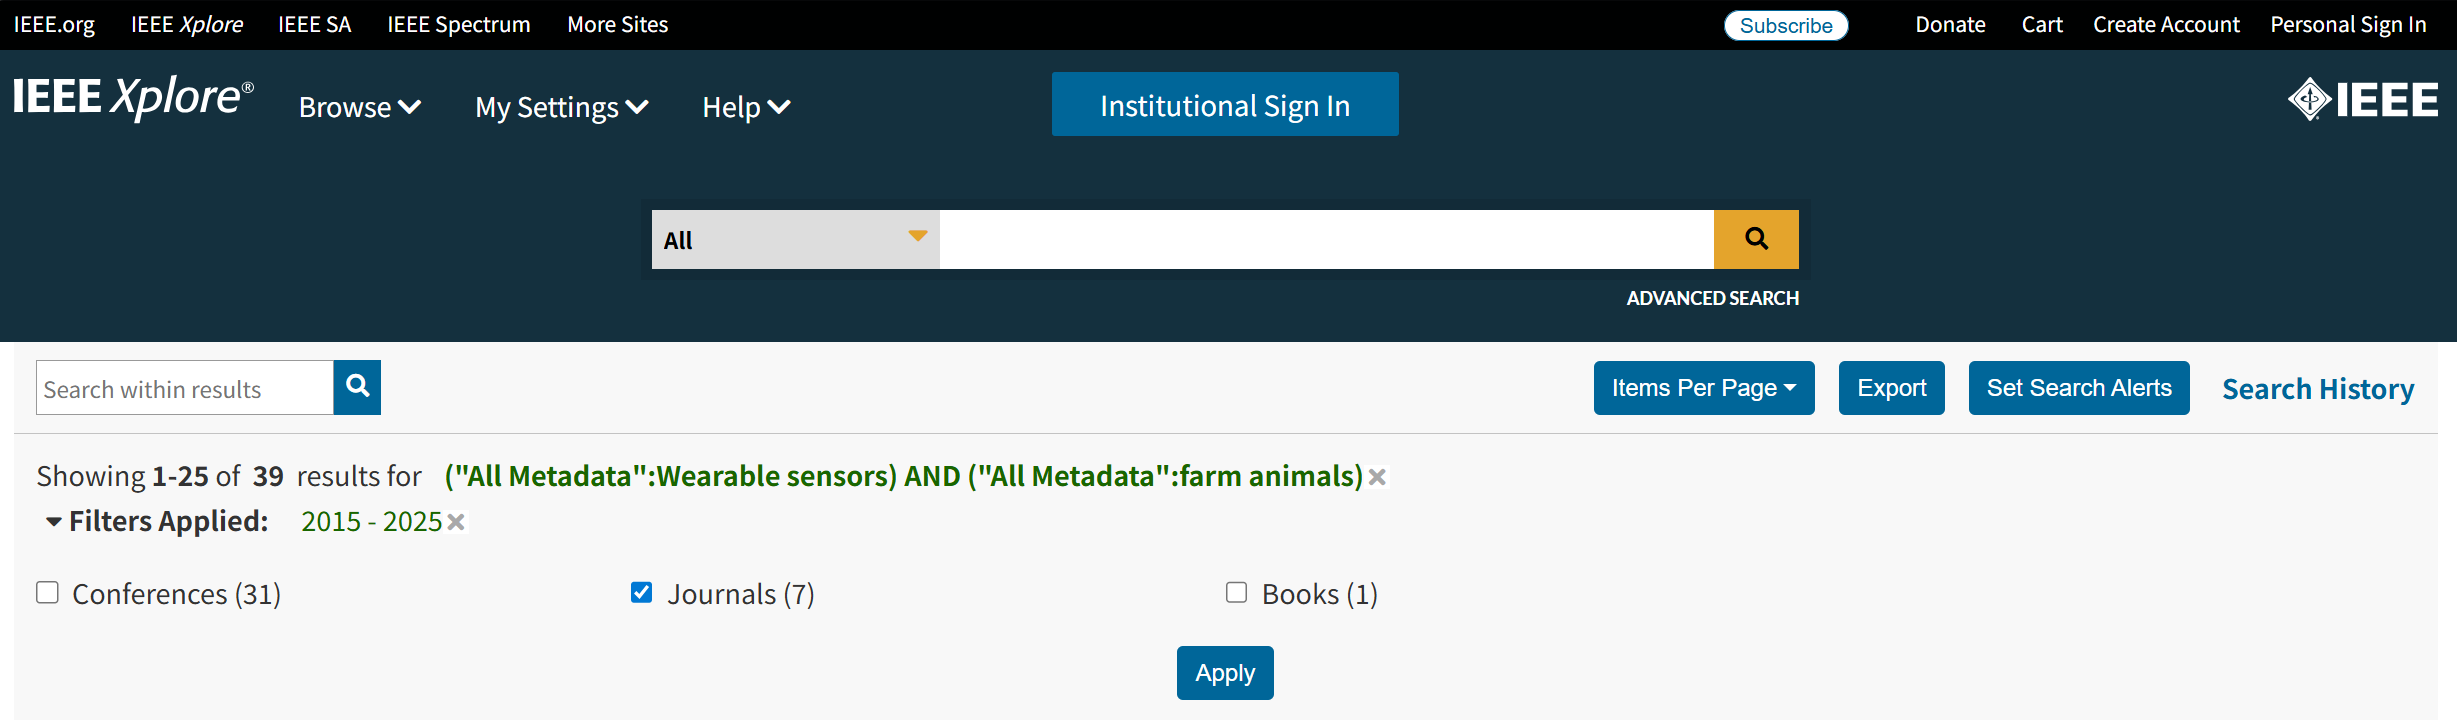 IEEE.org IEEE Xplore IEEE SA IEEE Spectrum More Sites Subscribe Donate Cart Create Account Personal Sign In
IEEE Xplore® Browse My Settings Help Institutional Sign In IEEE
All
ADVANCED SEARCH
Search within results Items Per Page Export Set Search Alerts Search History
Showing 1-25 of 39 results for ("All Metadata":Wearable sensors) AND ("All Metadata":farm animals)
Filters Applied: 2015 - 2025
Conferences (31) Journals (7) Books (1)
Apply